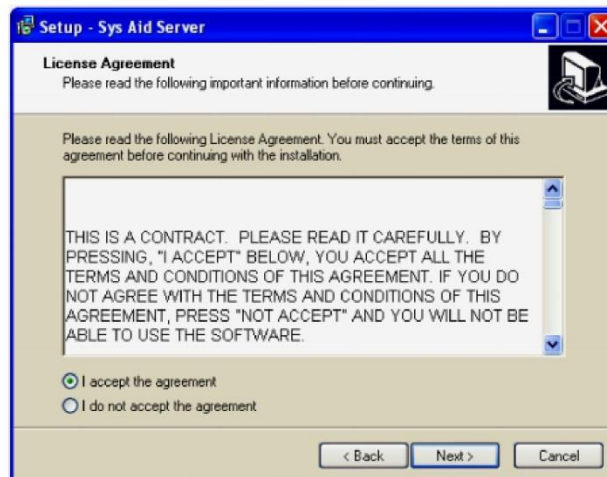 Setup - Sys Aid Server
License Agreement
Please read the following important information before continuing.
Please read the following License Agreement. You must accept the terms of this
agreement before continuing with the installation.
THIS IS A CONTRACT. PLEASE READ IT CAREFULLY. BY
PRESSING, "I ACCEPT" BELOW, YOU ACCEPT ALL THE
TERMS AND CONDITIONS OF THIS AGREEMENT. IF YOU DO
NOT AGREE WITH THE TERMS AND CONDITIONS OF THIS
AGREEMENT, PRESS "NOT ACCEPT" AND YOU WILL NOT BE
ABLE TO USE THE SOFTWARE.
I accept the agreement
I do not accept the agreement
< Back Next > Cancel